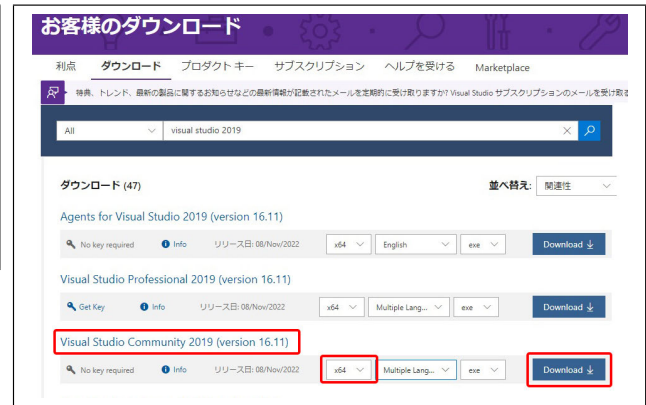 お客様のダウンロード
利点 ダウンロード プロダクト キー サブスクリプション ヘルプを受ける Marketplace
特典、トレンド、最新の製品に関するお知らせなどの最新情報が記載されたメールを定期的に受け取りますか? Visual Studio サブスクリプションのメールを受け取る
All visual studio 2019
ダウンロード (47) 並べ替え: 関連性
Agents for Visual Studio 2019 (version 16.11)
No key required Info リリース日: 08/Nov/2022 x64 English exe Download
Visual Studio Professional 2019 (version 16.11)
Get Key Info リリース日: 08/Nov/2022 x64 Multiple Lang... exe Download
Visual Studio Community 2019 (version 16.11)
No key required Info リリース日: 08/Nov/2022 x64 Multiple Lang... exe Download